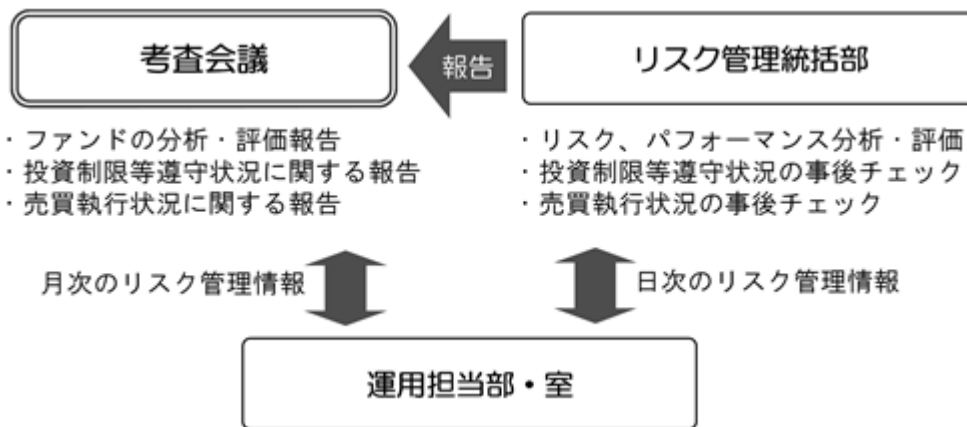 考査会議
報告
リスク管理統括部
・ファンドの分析・評価報告
・投資制限等遵守状況に関する報告
・売買執行状況に関する報告
・リスク、パフォーマンス分析・評価
・投資制限等遵守状況の事後チェック
・売買執行状況の事後チェック
月次のリスク管理情報
日次のリスク管理情報
運用担当部・室